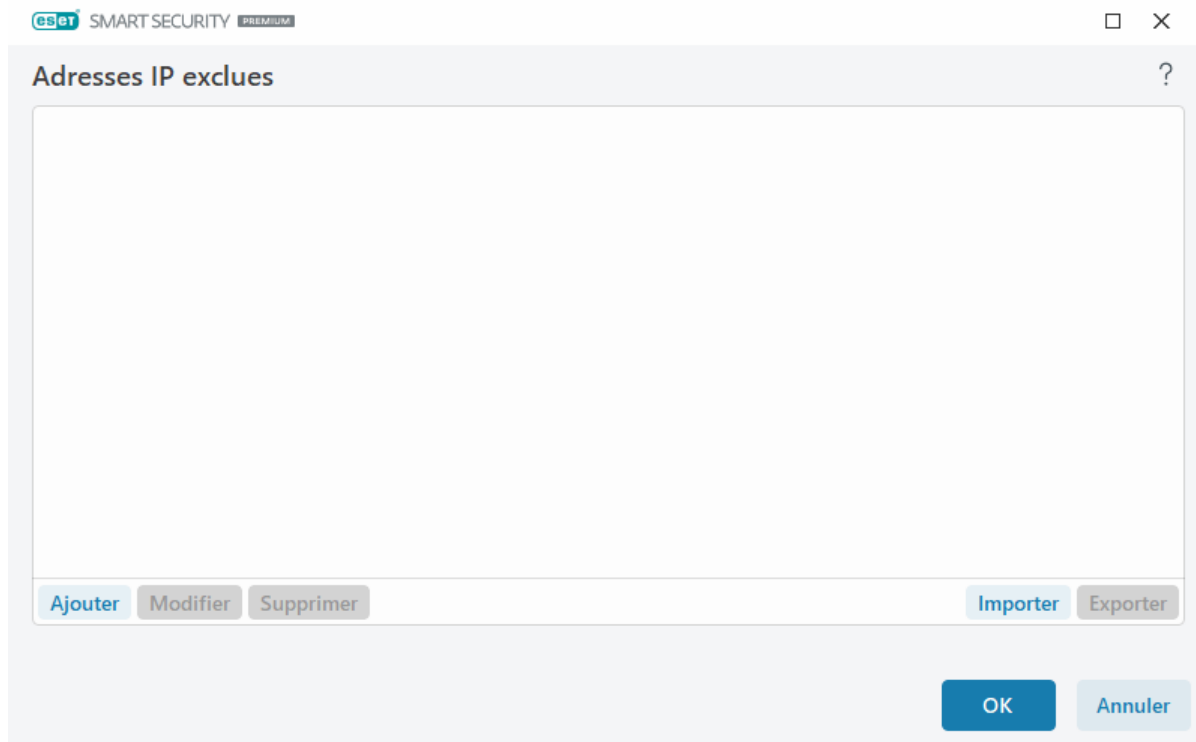 eset SMART SECURITY PREMIUM
Adresses IP exclues ?
Ajouter Modifier Supprimer Importer Exporter
OK Annuler